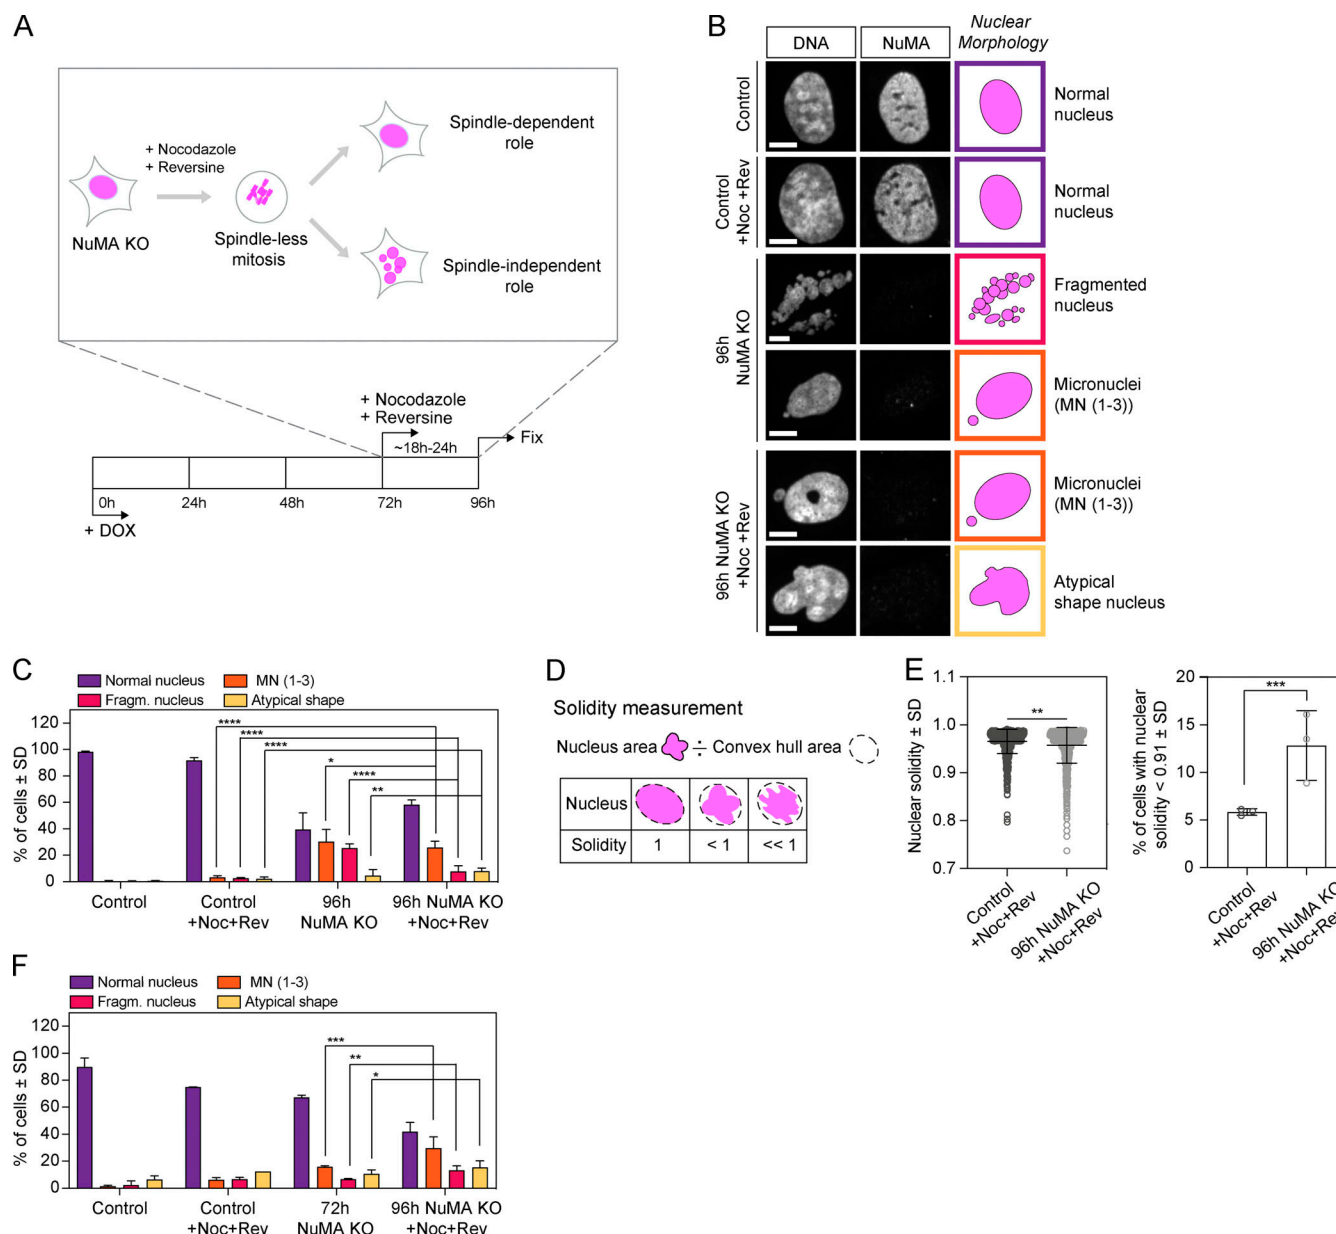 A
+ Nocodazole
+ Reversine
NuMA KO
Spindle-less
mitosis
Spindle-dependent
role
Spindle-independent
role
+ Nocodazole
+ Reversine
~18h-24h
Fix
0h
24h
48h
72h
96h
+ DOX
B
DNA
NuMA
Nuclear
Morphology
Control
Normal
nucleus
Control
+Noc +Rev
Normal
nucleus
96h
NuMA KO
Fragmented
nucleus
Micronuclei
(MN (1-3))
96h NuMA KO
+Noc +Rev
Micronuclei
(MN (1-3))
Atypical
shape nucleus
C
Normal nucleus
MN (1-3)
Fragm. nucleus
Atypical shape
% of cells ± SD
120
100
80
60
40
20
0
****
****
****
*
****
**
Control
Control
+Noc+Rev
96h
NuMA KO
96h NuMA KO
+Noc+Rev
D
Solidity measurement
Nucleus area ÷ Convex hull area
Nucleus
Solidity 1 < 1 << 1
E
Nuclear solidity ± SD
1.1
1.0
0.9
0.8
0.7
**
Control
+Noc+Rev
96h NuMA KO
+Noc+Rev
% of cells with nuclear
solidity < 0.91 ± SD
20
15
10
5
0
***
Control
+Noc+Rev
96h NuMA KO
+Noc+Rev
F
Normal nucleus
MN (1-3)
Fragm. nucleus
Atypical shape
% of cells ± SD
120
100
80
60
40
20
0
***
**
*
Control
Control
+Noc+Rev
72h
NuMA KO
96h NuMA KO
+Noc+Rev